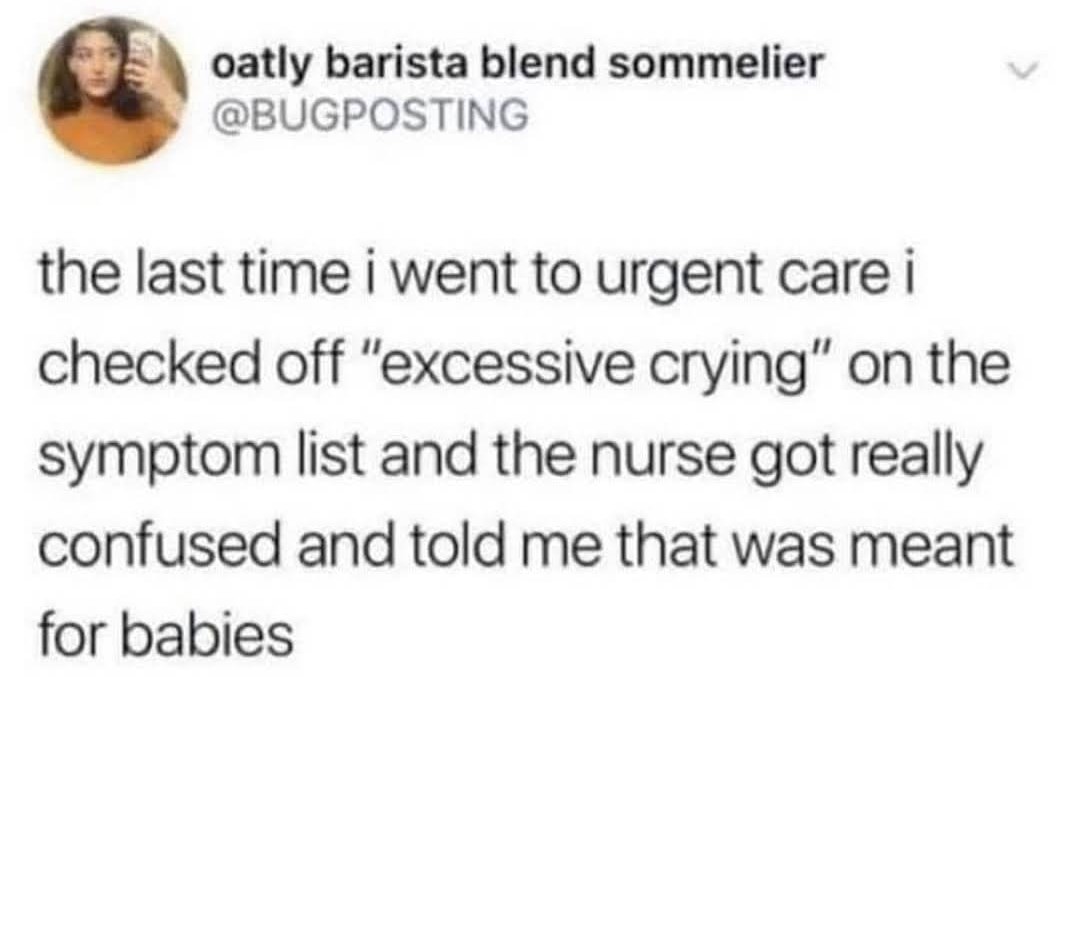 oatly barista blend sommelier
@BUGPOSTING
the last time i went to urgent care i
checked off "excessive crying" on the
symptom list and the nurse got really
confused and told me that was meant
for babies